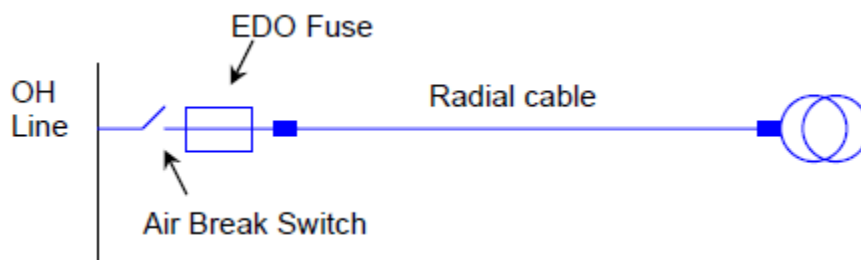 EDO Fuse
OH
Line
Radial cable
Air Break Switch